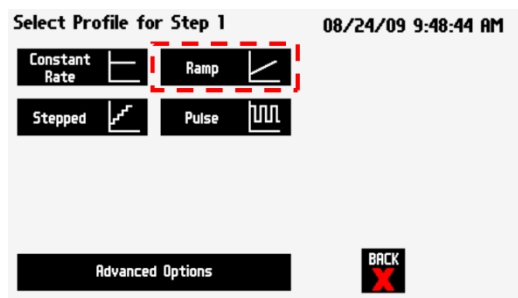 Select Profile for Step 1
08/24/09 9:48:44 AM
Constant
Rate
Ramp
Stepped
Pulse
Advanced Options
BACK
X